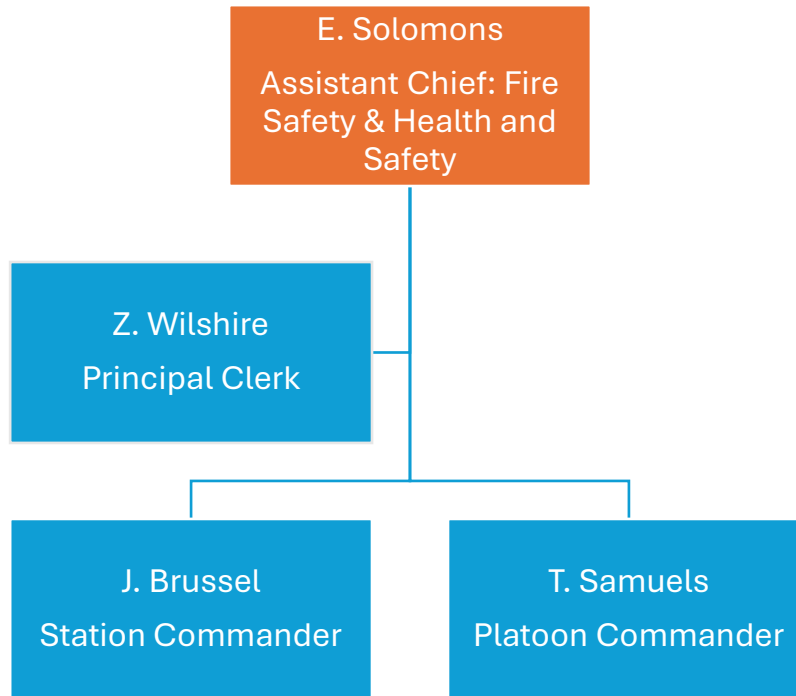 E. Solomons
Assistant Chief: Fire
Safety & Health and
Safety
Z. Wilshire
Principal Clerk
J. Brussel
Station Commander
T. Samuels
Platoon Commander